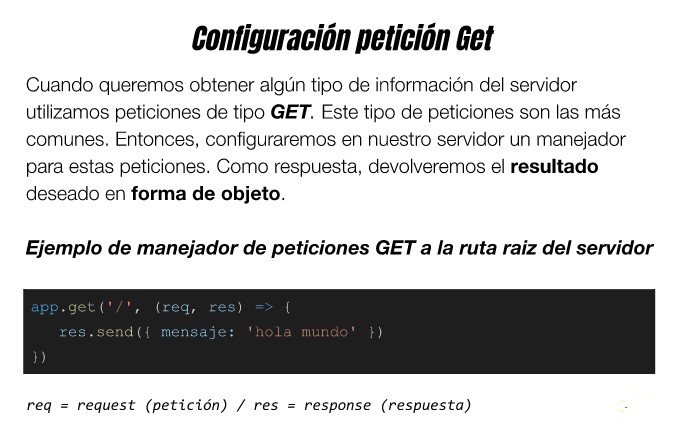 Configuración petición Get
Cuando queremos obtener algún tipo de información del servidor
utilizamos peticiones de tipo GET. Este tipo de peticiones son las más
comunes. Entonces, configuraremos en nuestro servidor un manejador
para estas peticiones. Como respuesta, devolveremos el resultado
deseado en forma de objeto.
Ejemplo de manejador de peticiones GET a la ruta raiz del servidor
app.get('/', (req, res) => {
   res.send({ mensaje: 'hola mundo' })
})
req = request (petición) / res = response (respuesta)